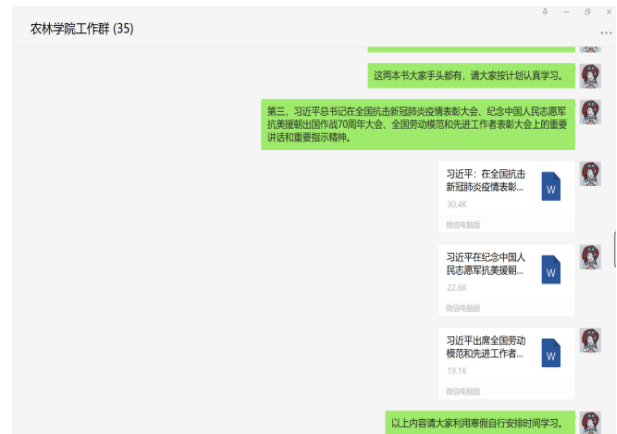 农林学院工作群 (35)
这两本书大家手头都有，请大家按计划认真学习。
第三，习近平总书记在全国抗击新冠肺炎疫情表彰大会、纪念中国人民志愿军
抗美援朝出国作战70周年大会、全国劳动模范和先进工作者表彰大会上的重要
讲话和重要指示精神。
习近平：在全国抗击
新冠肺炎疫情表彰...
W
30.4K
微信电脑版
习近平在纪念中国人
民志愿军抗美援朝...
W
22.6K
微信电脑版
习近平出席全国劳动
模范和先进工作者...
W
19.1K
微信电脑版
以上内容请大家利用寒假自行安排时间学习。